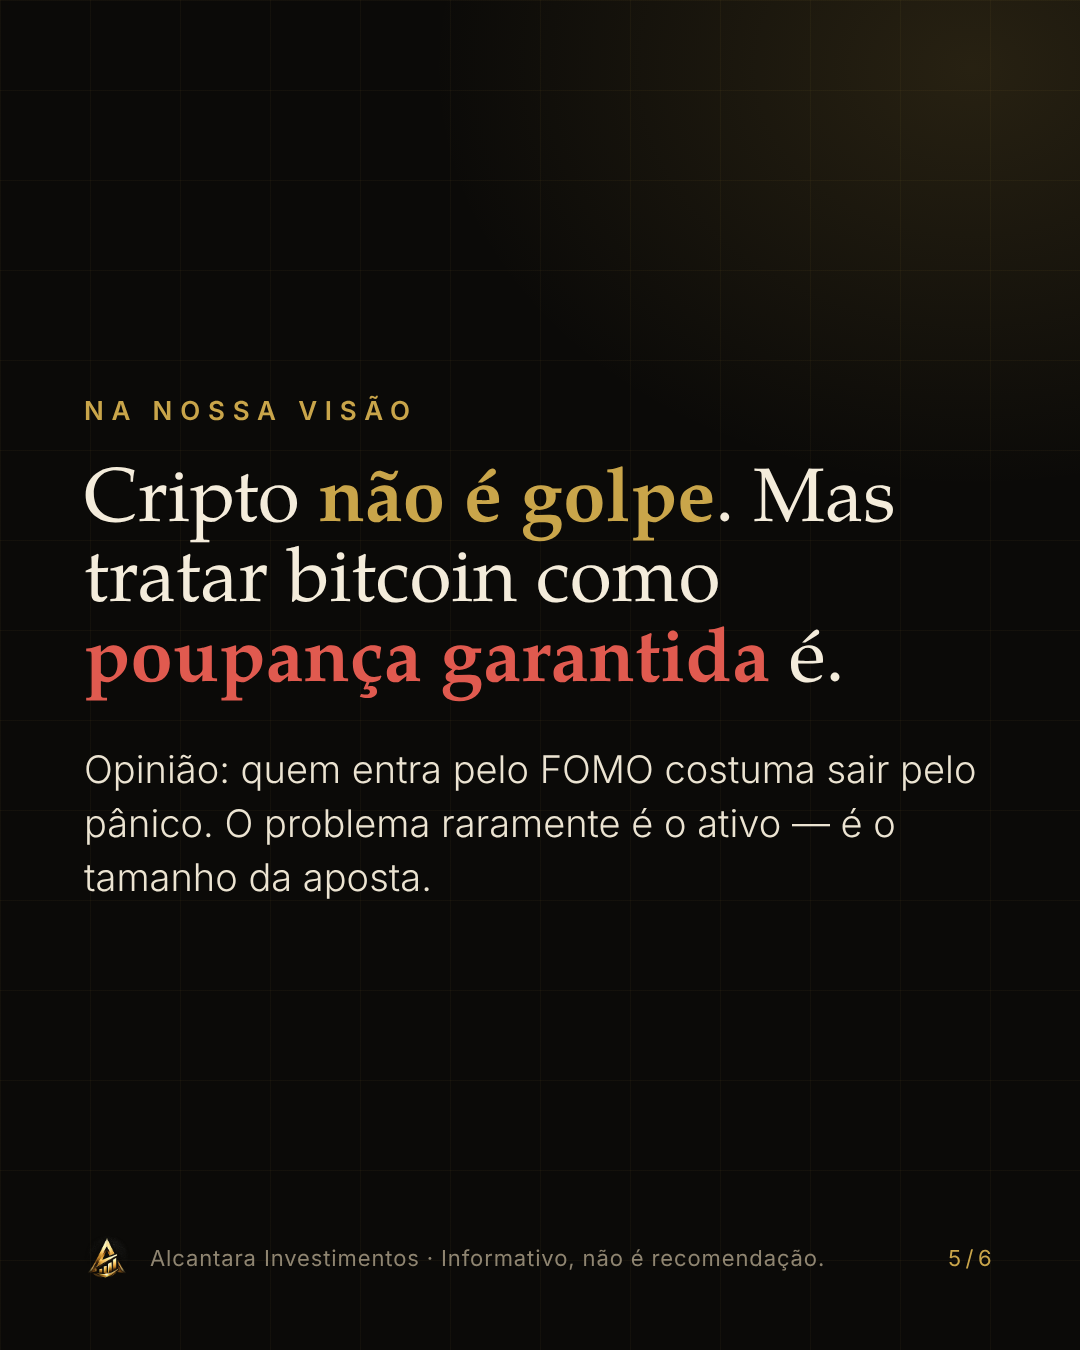 NA NOSSA VISÃO
Cripto não é golpe. Mas
tratar bitcoin como
poupança garantida é.
Opinião: quem entra pelo FOMO costuma sair pelo
pânico. O problema raramente é o ativo — é o
tamanho da aposta.
Alcantara Investimentos · Informativo, não é recomendação.
5/6